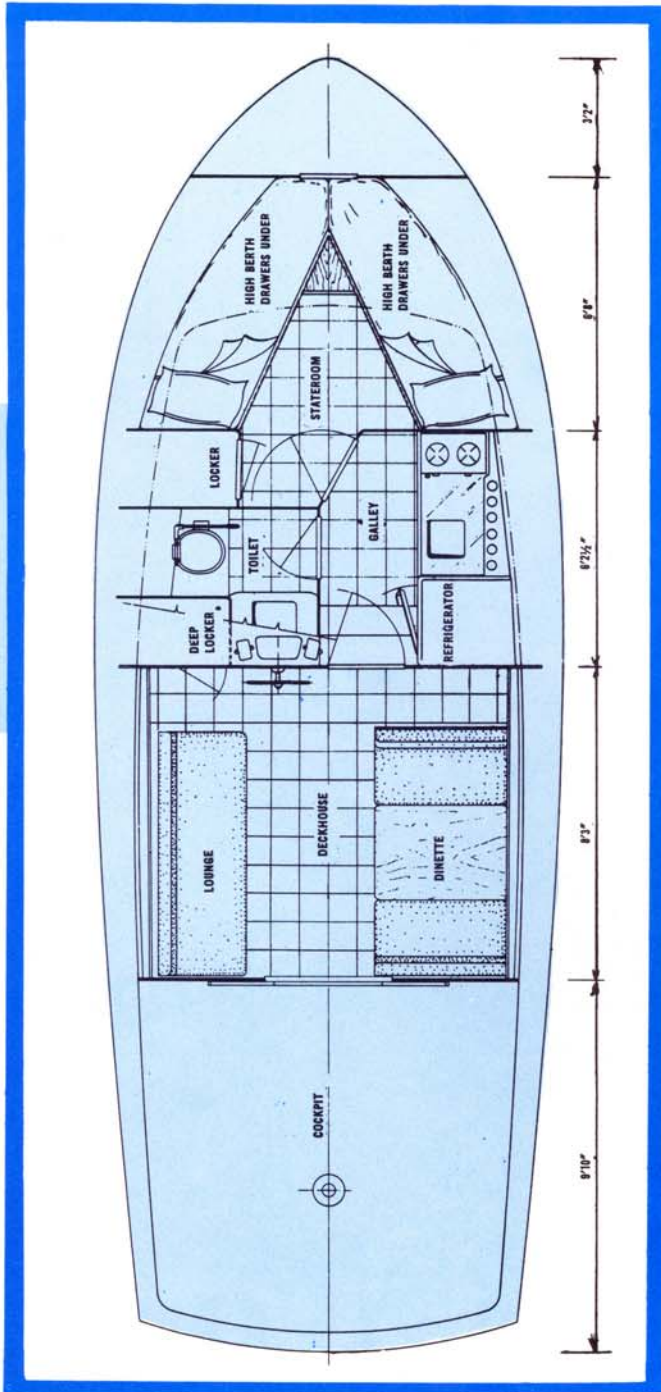 3'2"
HIGH BERTH
DRAWERS UNDER
HIGH BERTH
DRAWERS UNDER
6'8"
STATEROOM
LOCKER
TOILET
GALLEY
6'2½"
DEEP
LOCKER
REFRIGERATOR
LOUNGE
DECKHOUSE
DINETTE
8'3"
COCKPIT
9'10"